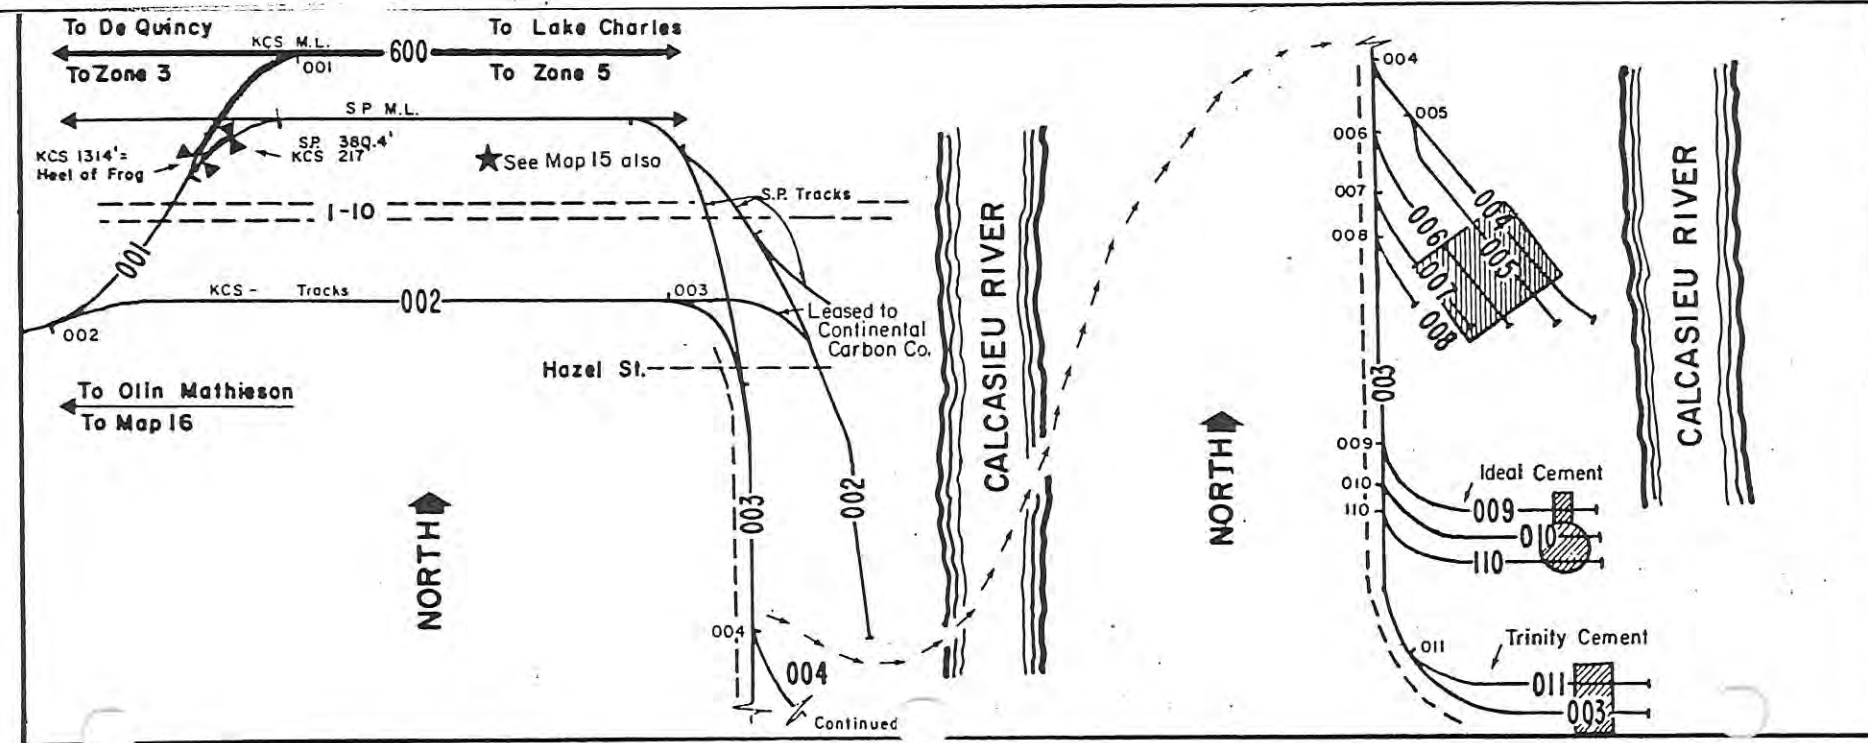 To De Quincy
KCS M.L.
600
To Lake Charles
To Zone 3
001
To Zone 5
S P M.L.
KCS 1314'=
Heel of Frog
S.P. 380.4'
KCS 217'
See Map 15 also
S.P. Tracks
I-10
001
KCS - Tracks
002
003
002
Leased to
Continental
Carbon Co.
Hazel St.
To Olin Mathieson
To Map 16
NORTH
003
002
004
004
Continued
CALCASIEU RIVER
NORTH
004
005
006
007
008
004
005
006
007
008
003
009
010
110
Ideal Cement
009
010
110
011
Trinity Cement
011
003
CALCASIEU RIVER